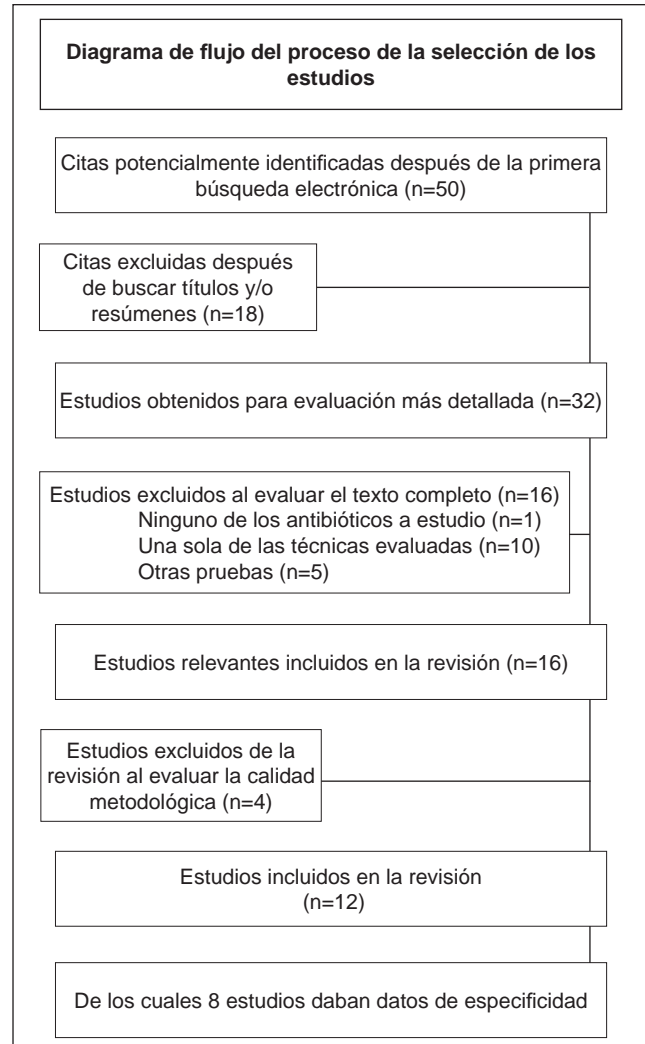 Diagrama de flujo del proceso de la selección de los
estudios
Citas potencialmente identificadas después de la primera
búsqueda electrónica (n=50)
Citas excluidas después
de buscar títulos y/o
resúmenes (n=18)
Estudios obtenidos para evaluación más detallada (n=32)
Estudios excluidos al evaluar el texto completo (n=16)
Ninguno de los antibióticos a estudio (n=1)
Una sola de las técnicas evaluadas (n=10)
Otras pruebas (n=5)
Estudios relevantes incluidos en la revisión (n=16)
Estudios excluidos de la
revisión al evaluar la calidad
metodológica (n=4)
Estudios incluidos en la revisión
(n=12)
De los cuales 8 estudios daban datos de especificidad